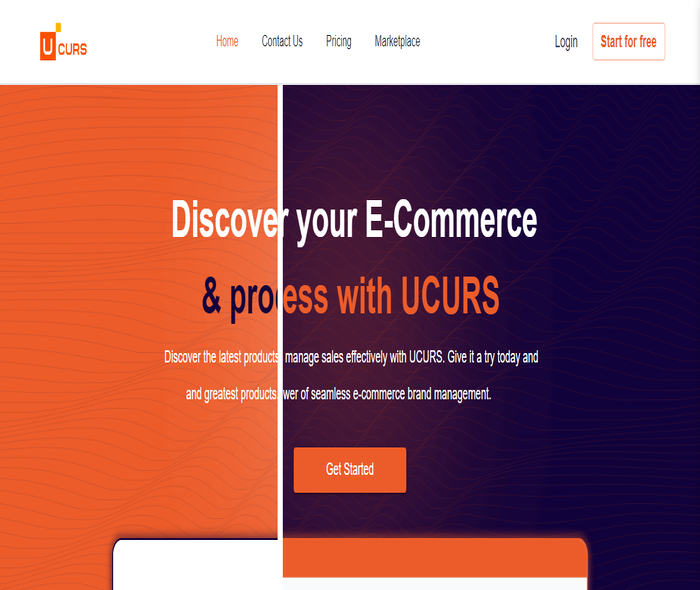 UCURS
Home Contact Us Pricing Marketplace
Login Start for free
Discover your E-Commerce
& process with UCURS
Discover the latest products manage sales effectively with UCURS. Give it a try today and
and greatest products wer of seamless e-commerce brand management.
Get Started